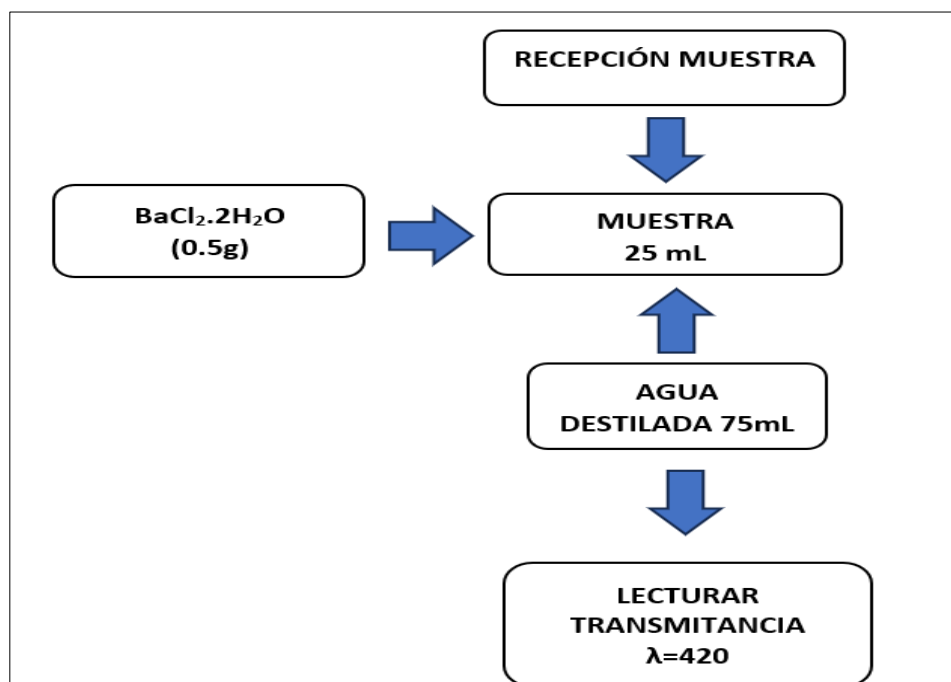 RECEPCIÓN MUESTRA
BaCl₂.2H₂O
(0.5g)
MUESTRA
25 mL
AGUA
DESTILADA 75mL
LECTURAR
TRANSMITANCIA
λ=420